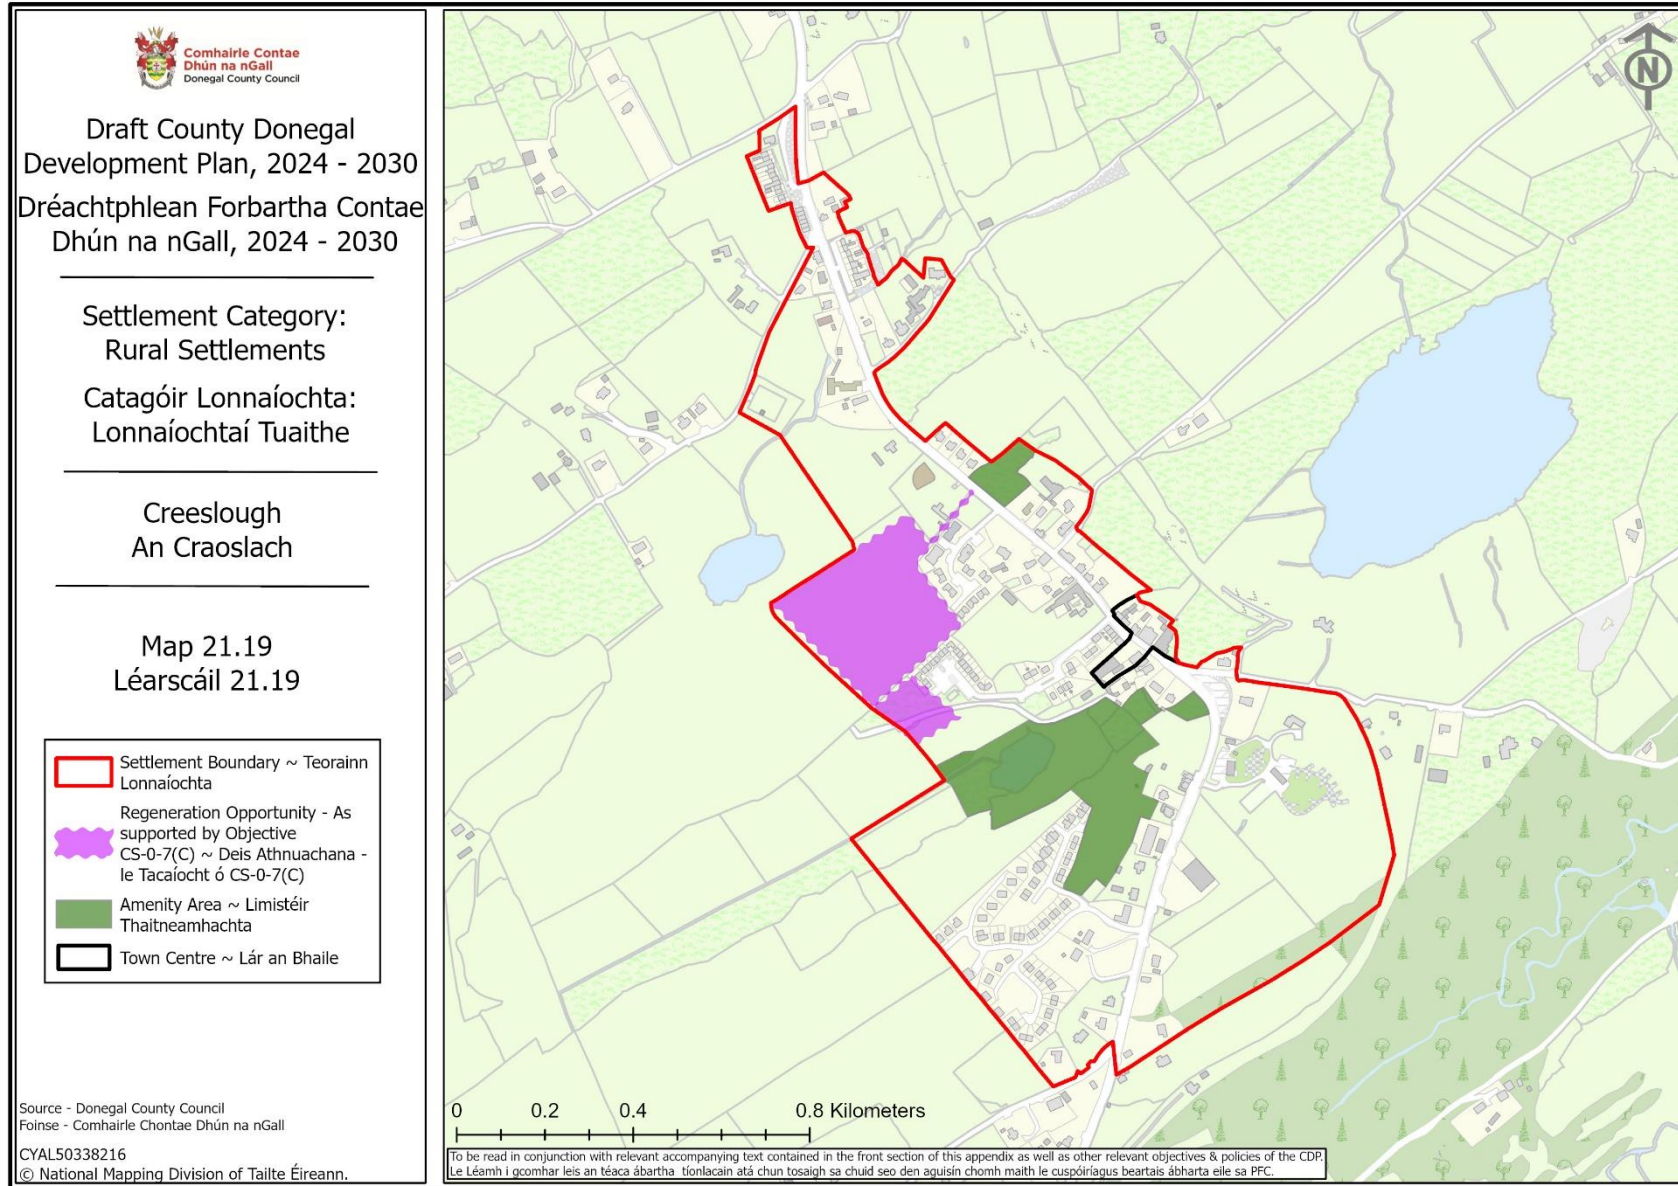 Comhairle Contae
Dhún na nGall
Donegal County Council
Draft County Donegal
Development Plan, 2024 - 2030
Dréachtphlean Forbartha Contae
Dhún na nGall, 2024 - 2030
Settlement Category:
Rural Settlements
Catagóir Lonnaíochta:
Lonnaíochtaí Tuaithe
Creeslough
An Craoslach
Map 21.19
Léarscáil 21.19
Settlement Boundary ~ Teorainn
Lonnaíochta
Regeneration Opportunity - As
supported by Objective
CS-0-7(C) ~ Deis Athnuachana -
le Tacaíocht ó CS-0-7(C)
Amenity Area ~ Limistéir
Thaitneamhachta
Town Centre ~ Lár an Bhaile
Source - Donegal County Council
Foinse - Comhairle Chontae Dhún na nGall
CYAL50338216
© National Mapping Division of Tailte Éireann.
N
0 0.2 0.4 0.8 Kilometers
To be read in conjunction with relevant accompanying text contained in the front section of this appendix as well as other relevant objectives & policies of the CDP.
Le Léamh i gcomhar leis an téaca ábartha tíonlacain atá chun tosaigh sa chuid seo den aguisín chomh maith le cuspóiríagus beartais ábharta eile sa PFC.